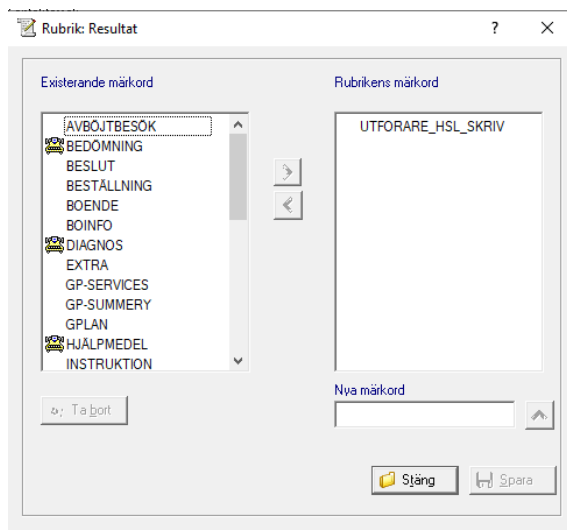 Rubrik: Resultat
?
Existerande märkord
Rubrikens märkord
AVBÖJTBESÖK
BEDÖMNING
BESLUT
BESTÄLLNING
BOENDE
BOINFO
DIAGNOS
EXTRA
GP-SERVICES
GP-SUMMERY
GPLAN
HJÄLPMEDEL
INSTRUKTION
UTFORARE_HSL_SKRIV
Ta bort
Nya märkord
Stäng
Spara